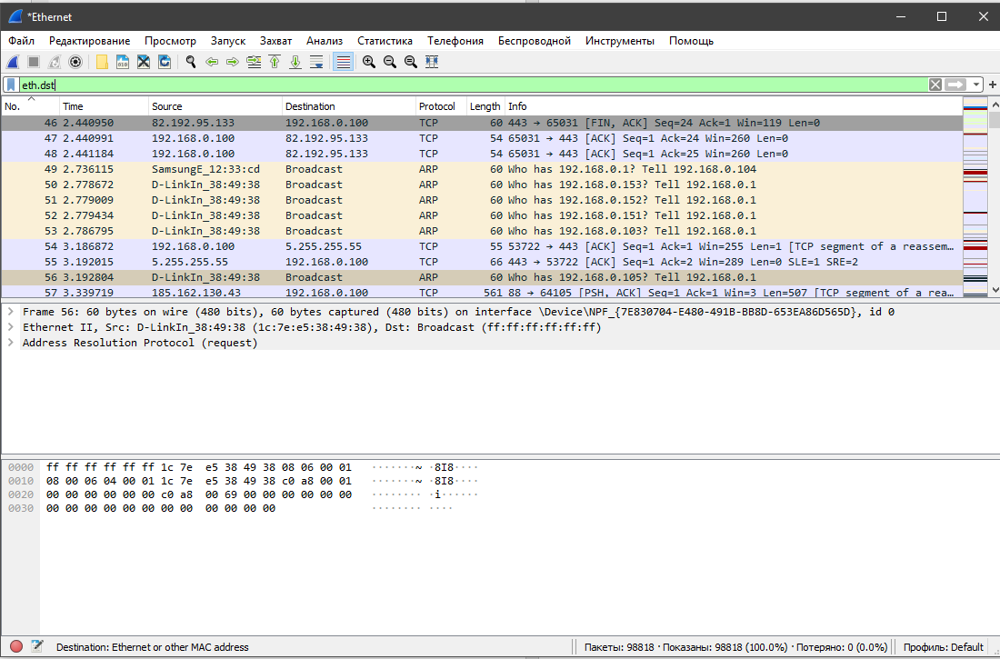 *Ethernet
Файл Редактирование Просмотр Запуск Захват Анализ Статистика Телефония Беспроводной Инструменты Помощь
eth.dst
No. Time Source Destination Protocol Length Info
46 2.440950 82.192.95.133 192.168.0.100 TCP 60 443 → 65031 [FIN, ACK] Seq=24 Ack=1 Win=119 Len=0
47 2.440991 192.168.0.100 82.192.95.133 TCP 54 65031 → 443 [ACK] Seq=1 Ack=24 Win=260 Len=0
48 2.441184 192.168.0.100 82.192.95.133 TCP 54 65031 → 443 [ACK] Seq=1 Ack=25 Win=260 Len=0
49 2.736115 SamsungE_12:33:cd Broadcast ARP 60 Who has 192.168.0.1? Tell 192.168.0.104
50 2.778672 D-LinkIn_38:49:38 Broadcast ARP 60 Who has 192.168.0.153? Tell 192.168.0.1
51 2.779009 D-LinkIn_38:49:38 Broadcast ARP 60 Who has 192.168.0.152? Tell 192.168.0.1
52 2.779434 D-LinkIn_38:49:38 Broadcast ARP 60 Who has 192.168.0.151? Tell 192.168.0.1
53 2.786795 D-LinkIn_38:49:38 Broadcast ARP 60 Who has 192.168.0.103? Tell 192.168.0.1
54 3.186872 192.168.0.100 5.255.255.55 TCP 55 53722 → 443 [ACK] Seq=1 Ack=1 Win=255 Len=1 [TCP segment of a reassem…
55 3.192015 5.255.255.55 192.168.0.100 TCP 66 443 → 53722 [ACK] Seq=1 Ack=2 Win=289 Len=0 SLE=1 SRE=2
56 3.192804 D-LinkIn_38:49:38 Broadcast ARP 60 Who has 192.168.0.105? Tell 192.168.0.1
57 3.339719 185.162.130.43 192.168.0.100 TCP 561 88 → 64105 [PSH, ACK] Seq=1 Ack=1 Win=3 Len=507 [TCP segment of a rea…
Frame 56: 60 bytes on wire (480 bits), 60 bytes captured (480 bits) on interface \Device\NPF_{7E830704-E480-491B-BB8D-653EA86D565D}, id 0
Ethernet II, Src: D-LinkIn_38:49:38 (1c:7e:e5:38:49:38), Dst: Broadcast (ff:ff:ff:ff:ff:ff)
Address Resolution Protocol (request)
0000 ff ff ff ff ff ff 1c 7e e5 38 49 38 08 06 00 01 ·······~ ·8I8····
0010 08 00 06 04 00 01 1c 7e e5 38 49 38 c0 a8 00 01 ·······~ ·8I8····
0020 00 00 00 00 00 00 c0 a8 00 69 00 00 00 00 00 00 ········ ·i······
0030 00 00 00 00 00 00 00 00 00 00 00 00 ········ ····
Destination: Ethernet or other MAC address Пакеты: 98818 · Показаны: 98818 (100.0%) · Потеряно: 0 (0.0%) Профиль: Default